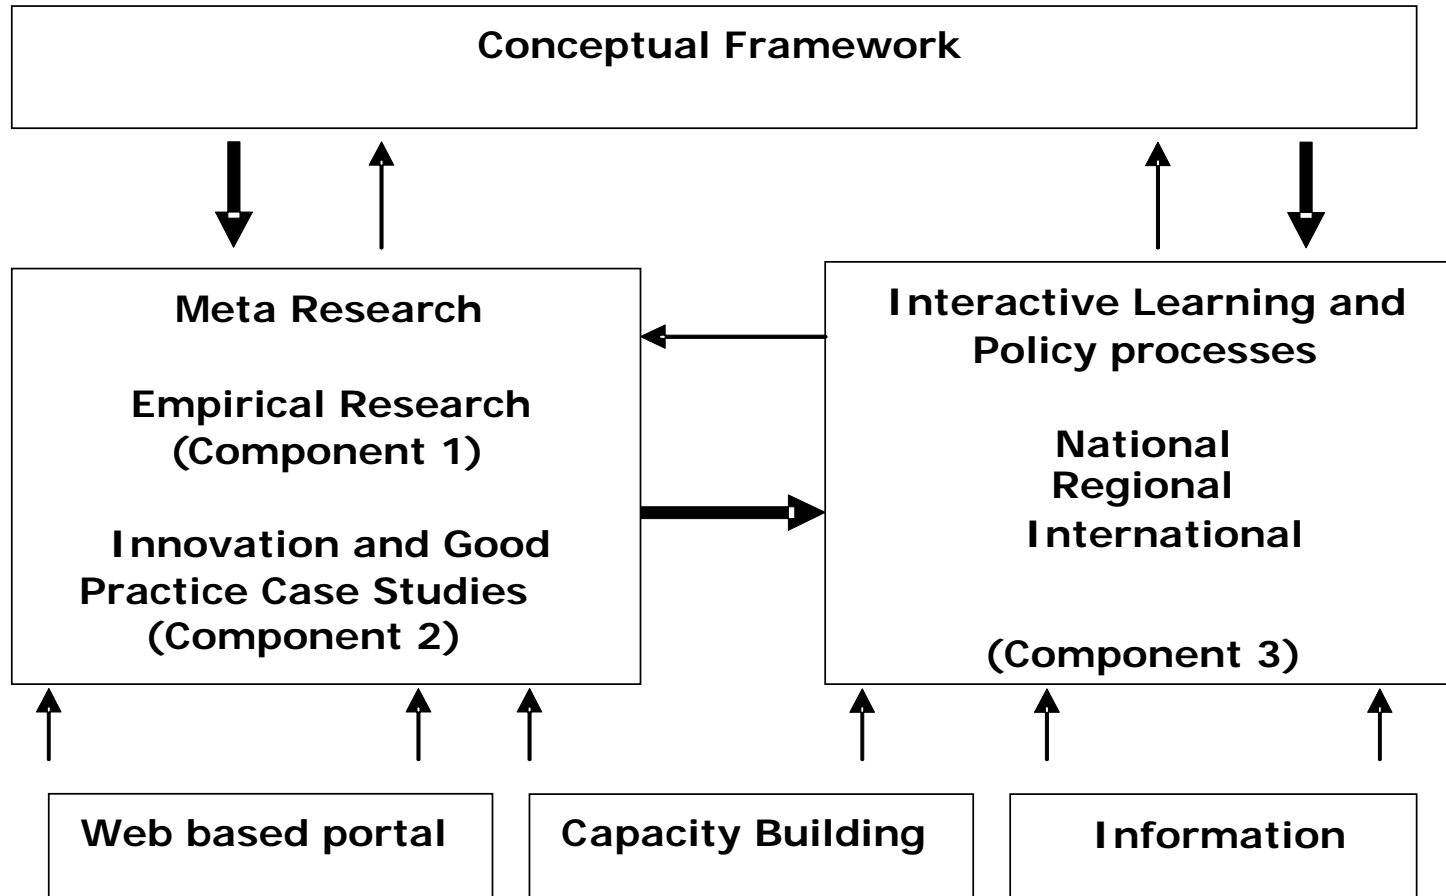 Conceptual Framework
Meta Research
Empirical Research
(Component 1)
Innovation and Good
Practice Case Studies
(Component 2)
Interactive Learning and
Policy processes
National
Regional
International
(Component 3)
Web based portal
Capacity Building
Information